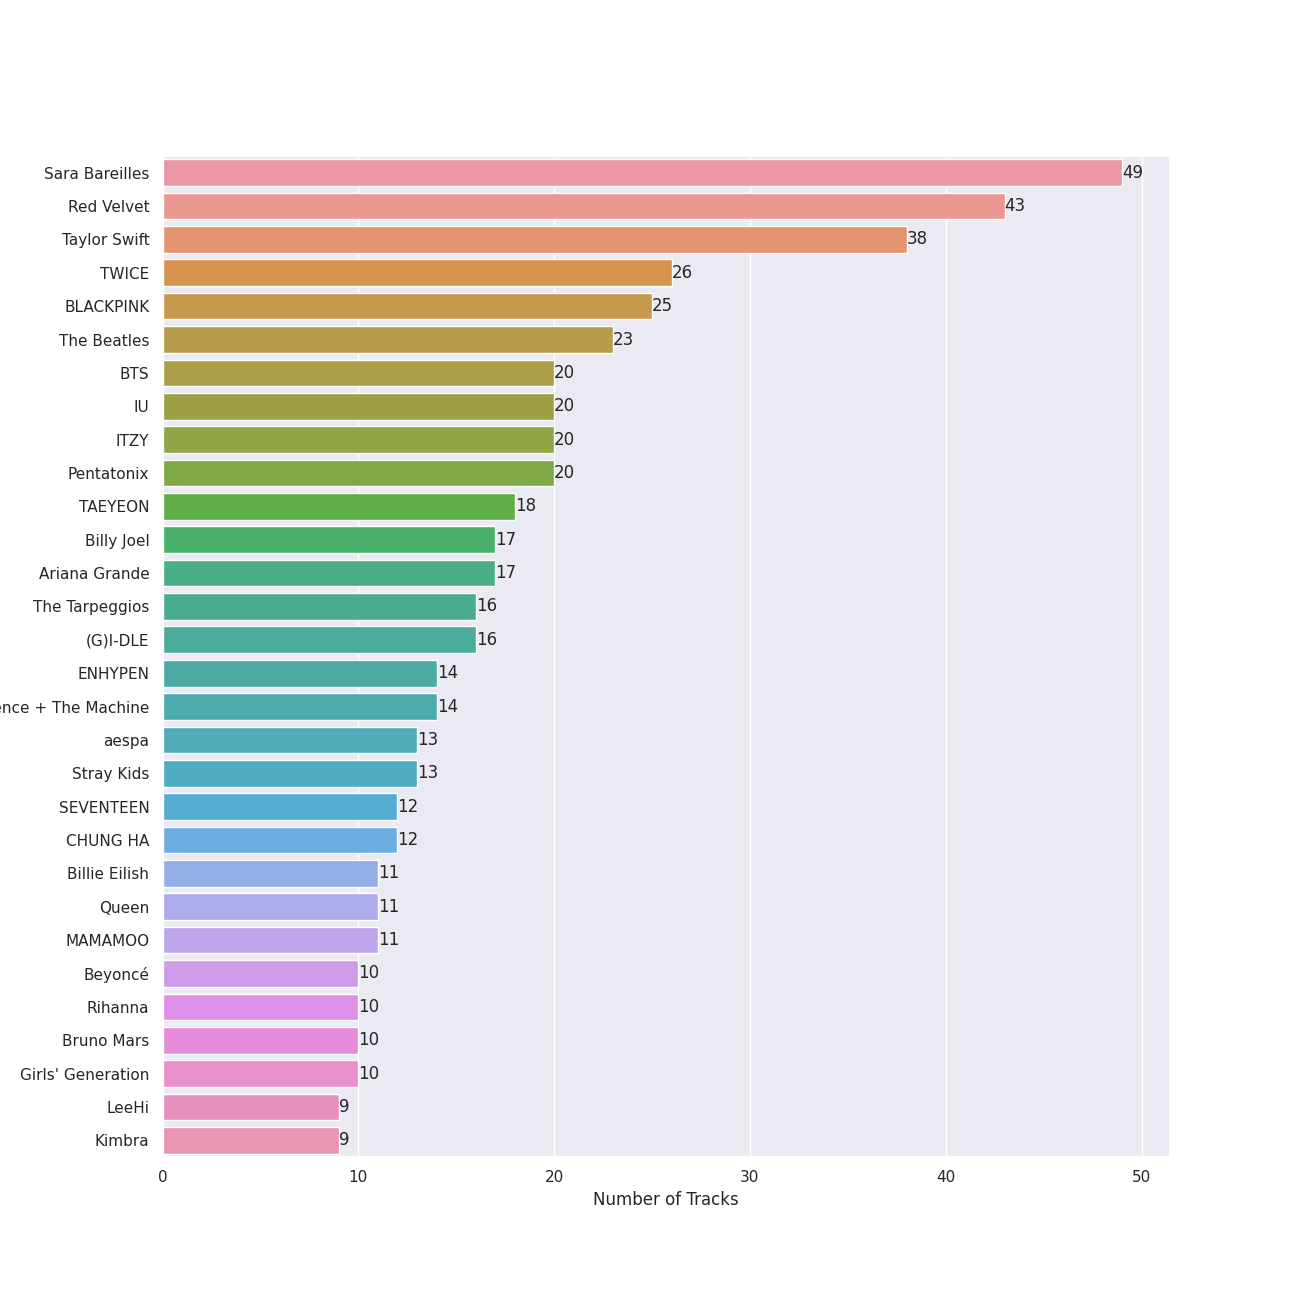 Sara Bareilles 49
Red Velvet 43
Taylor Swift 38
TWICE 26
BLACKPINK 25
The Beatles 23
BTS 20
IU 20
ITZY 20
Pentatonix 20
TAEYEON 18
Billy Joel 17
Ariana Grande 17
The Tarpeggios 16
(G)I-DLE 16
ENHYPEN 14
ence + The Machine 14
aespa 13
Stray Kids 13
SEVENTEEN 12
CHUNG HA 12
Billie Eilish 11
Queen 11
MAMAMOO 11
Beyoncé 10
Rihanna 10
Bruno Mars 10
Girls' Generation 10
LeeHi 9
Kimbra 9
0 10 20 30 40 50
Number of Tracks